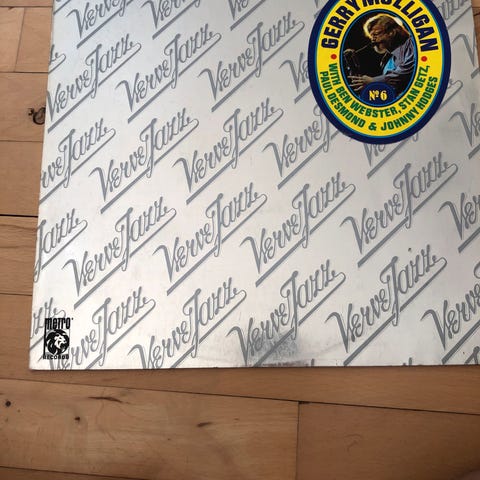 GERRY MULLIGAN
• WITH BEN WEBSTER, STAN GETZ, •
PAUL DESMOND & JOHNNY HODGES
Nº 6
Verve Jazz
Verve Jazz
Verve Jazz
Verve Jazz
Verve Jazz
Verve Jazz
Verve Jazz
Verve Jazz
Verve Jazz
Verve Jazz
Verve Jazz
Verve Jazz
metro
RECORDS